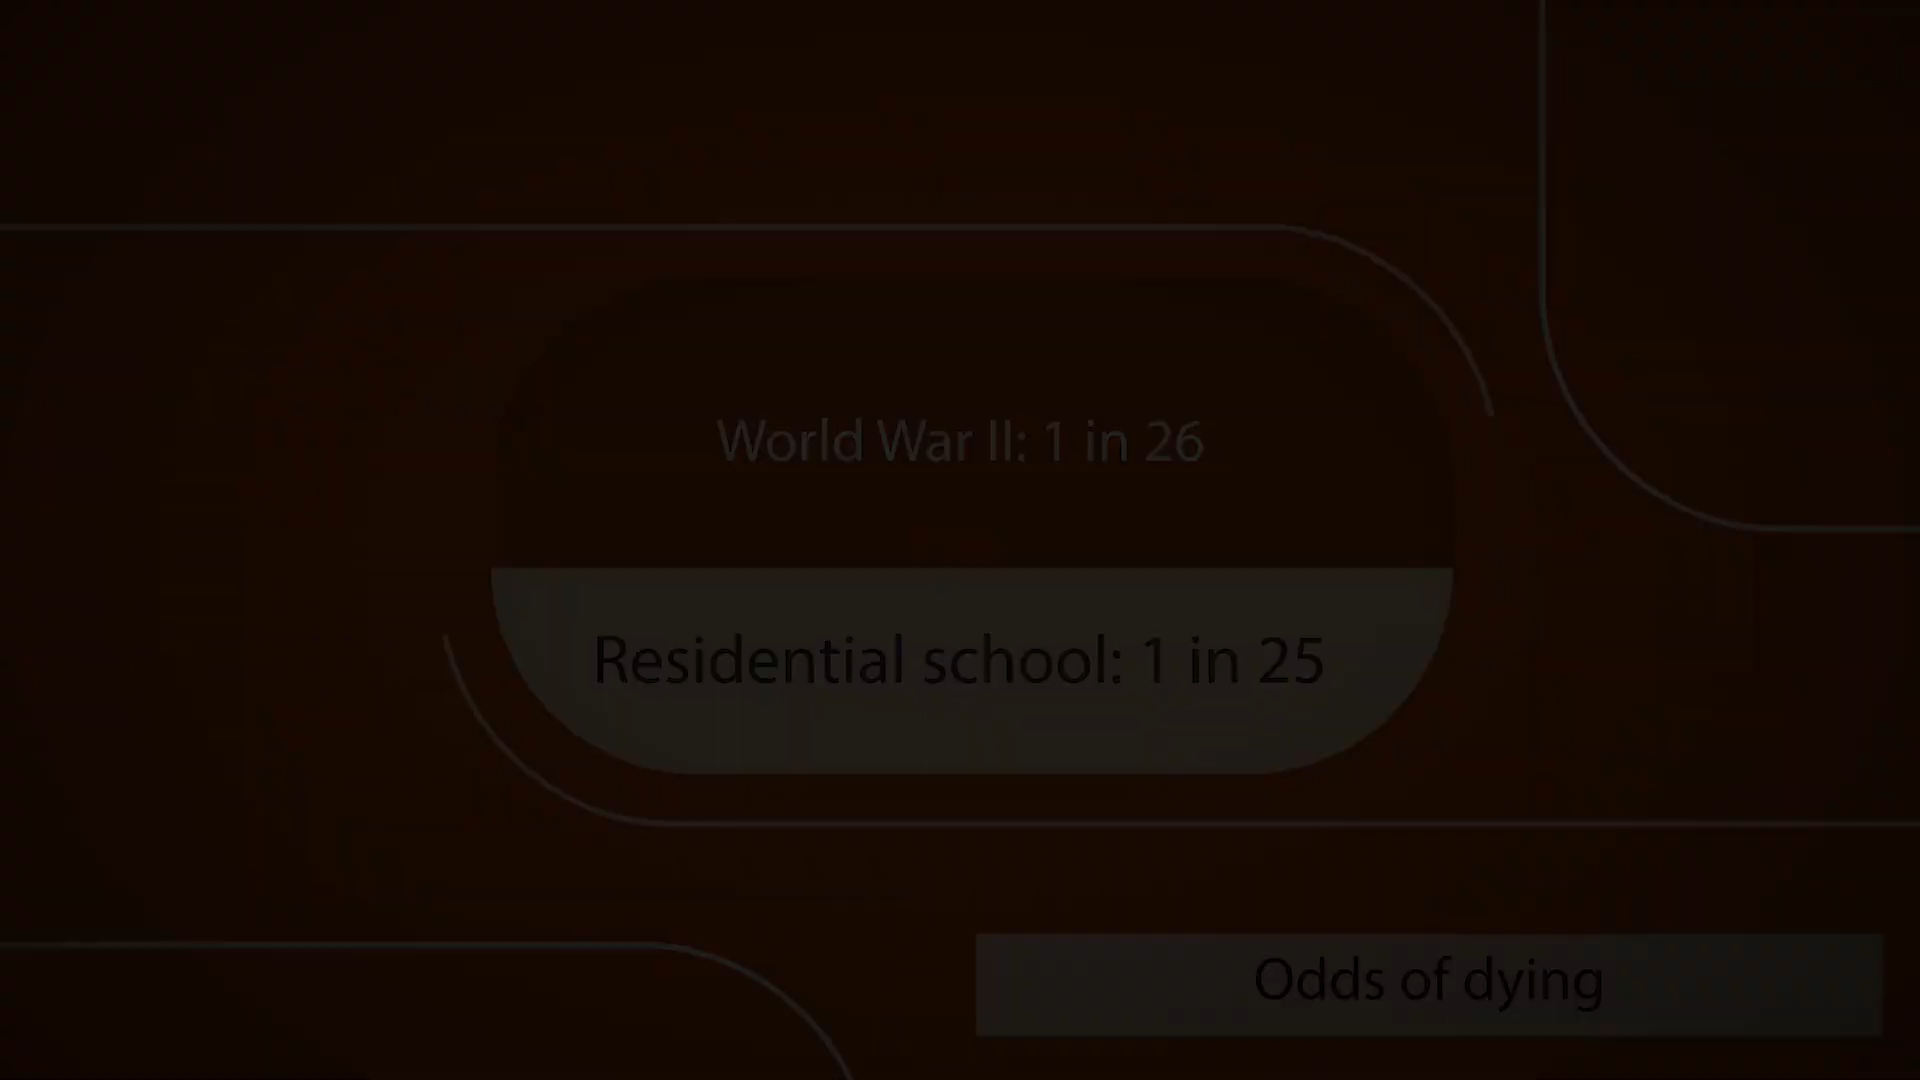 World War II: 1 in 26
Residential school: 1 in 25
Odds of dying